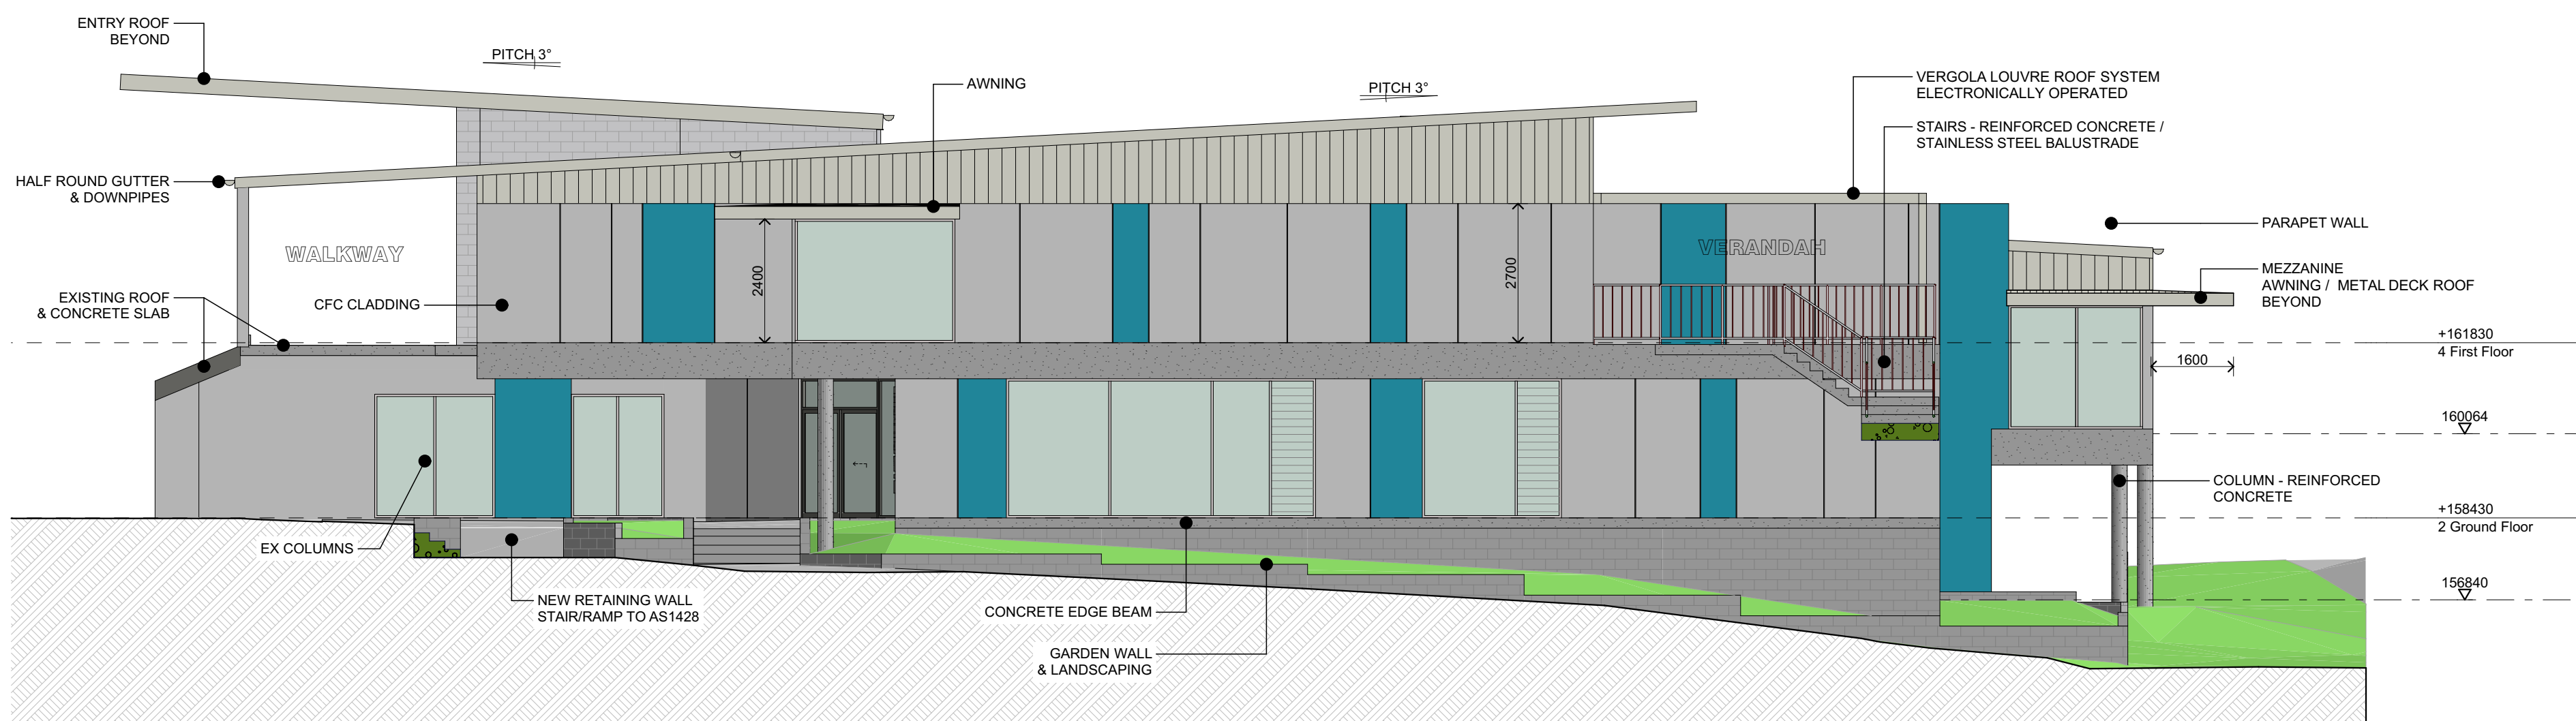 ENTRY ROOF
BEYOND
PITCH 3°
AWNING
PITCH 3°
VERGOLA LOUVRE ROOF SYSTEM
ELECTRONICALLY OPERATED
STAIRS - REINFORCED CONCRETE /
STAINLESS STEEL BALUSTRADE
HALF ROUND GUTTER
& DOWNPIPES
WALKWAY
VERANDAH
PARAPET WALL
MEZZANINE
AWNING / METAL DECK ROOF
BEYOND
2400
2700
EXISTING ROOF
& CONCRETE SLAB
CFC CLADDING
+161830
4 First Floor
1600
160064
COLUMN - REINFORCED
CONCRETE
+158430
2 Ground Floor
EX COLUMNS
156840
NEW RETAINING WALL
STAIR/RAMP TO AS1428
CONCRETE EDGE BEAM
GARDEN WALL
& LANDSCAPING